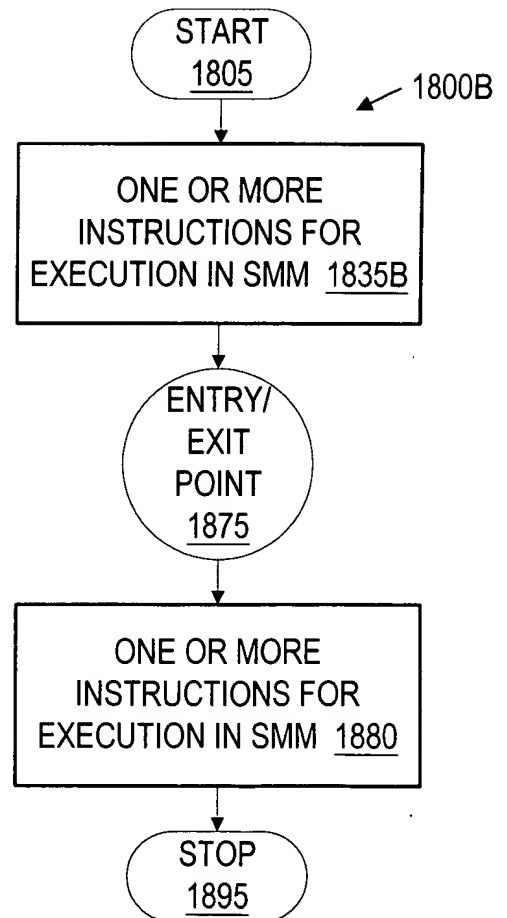 START
1805
1800B
ONE OR MORE
INSTRUCTIONS FOR
EXECUTION IN SMM 1835B
ENTRY/
EXIT
POINT
1875
ONE OR MORE
INSTRUCTIONS FOR
EXECUTION IN SMM 1880
STOP
1895